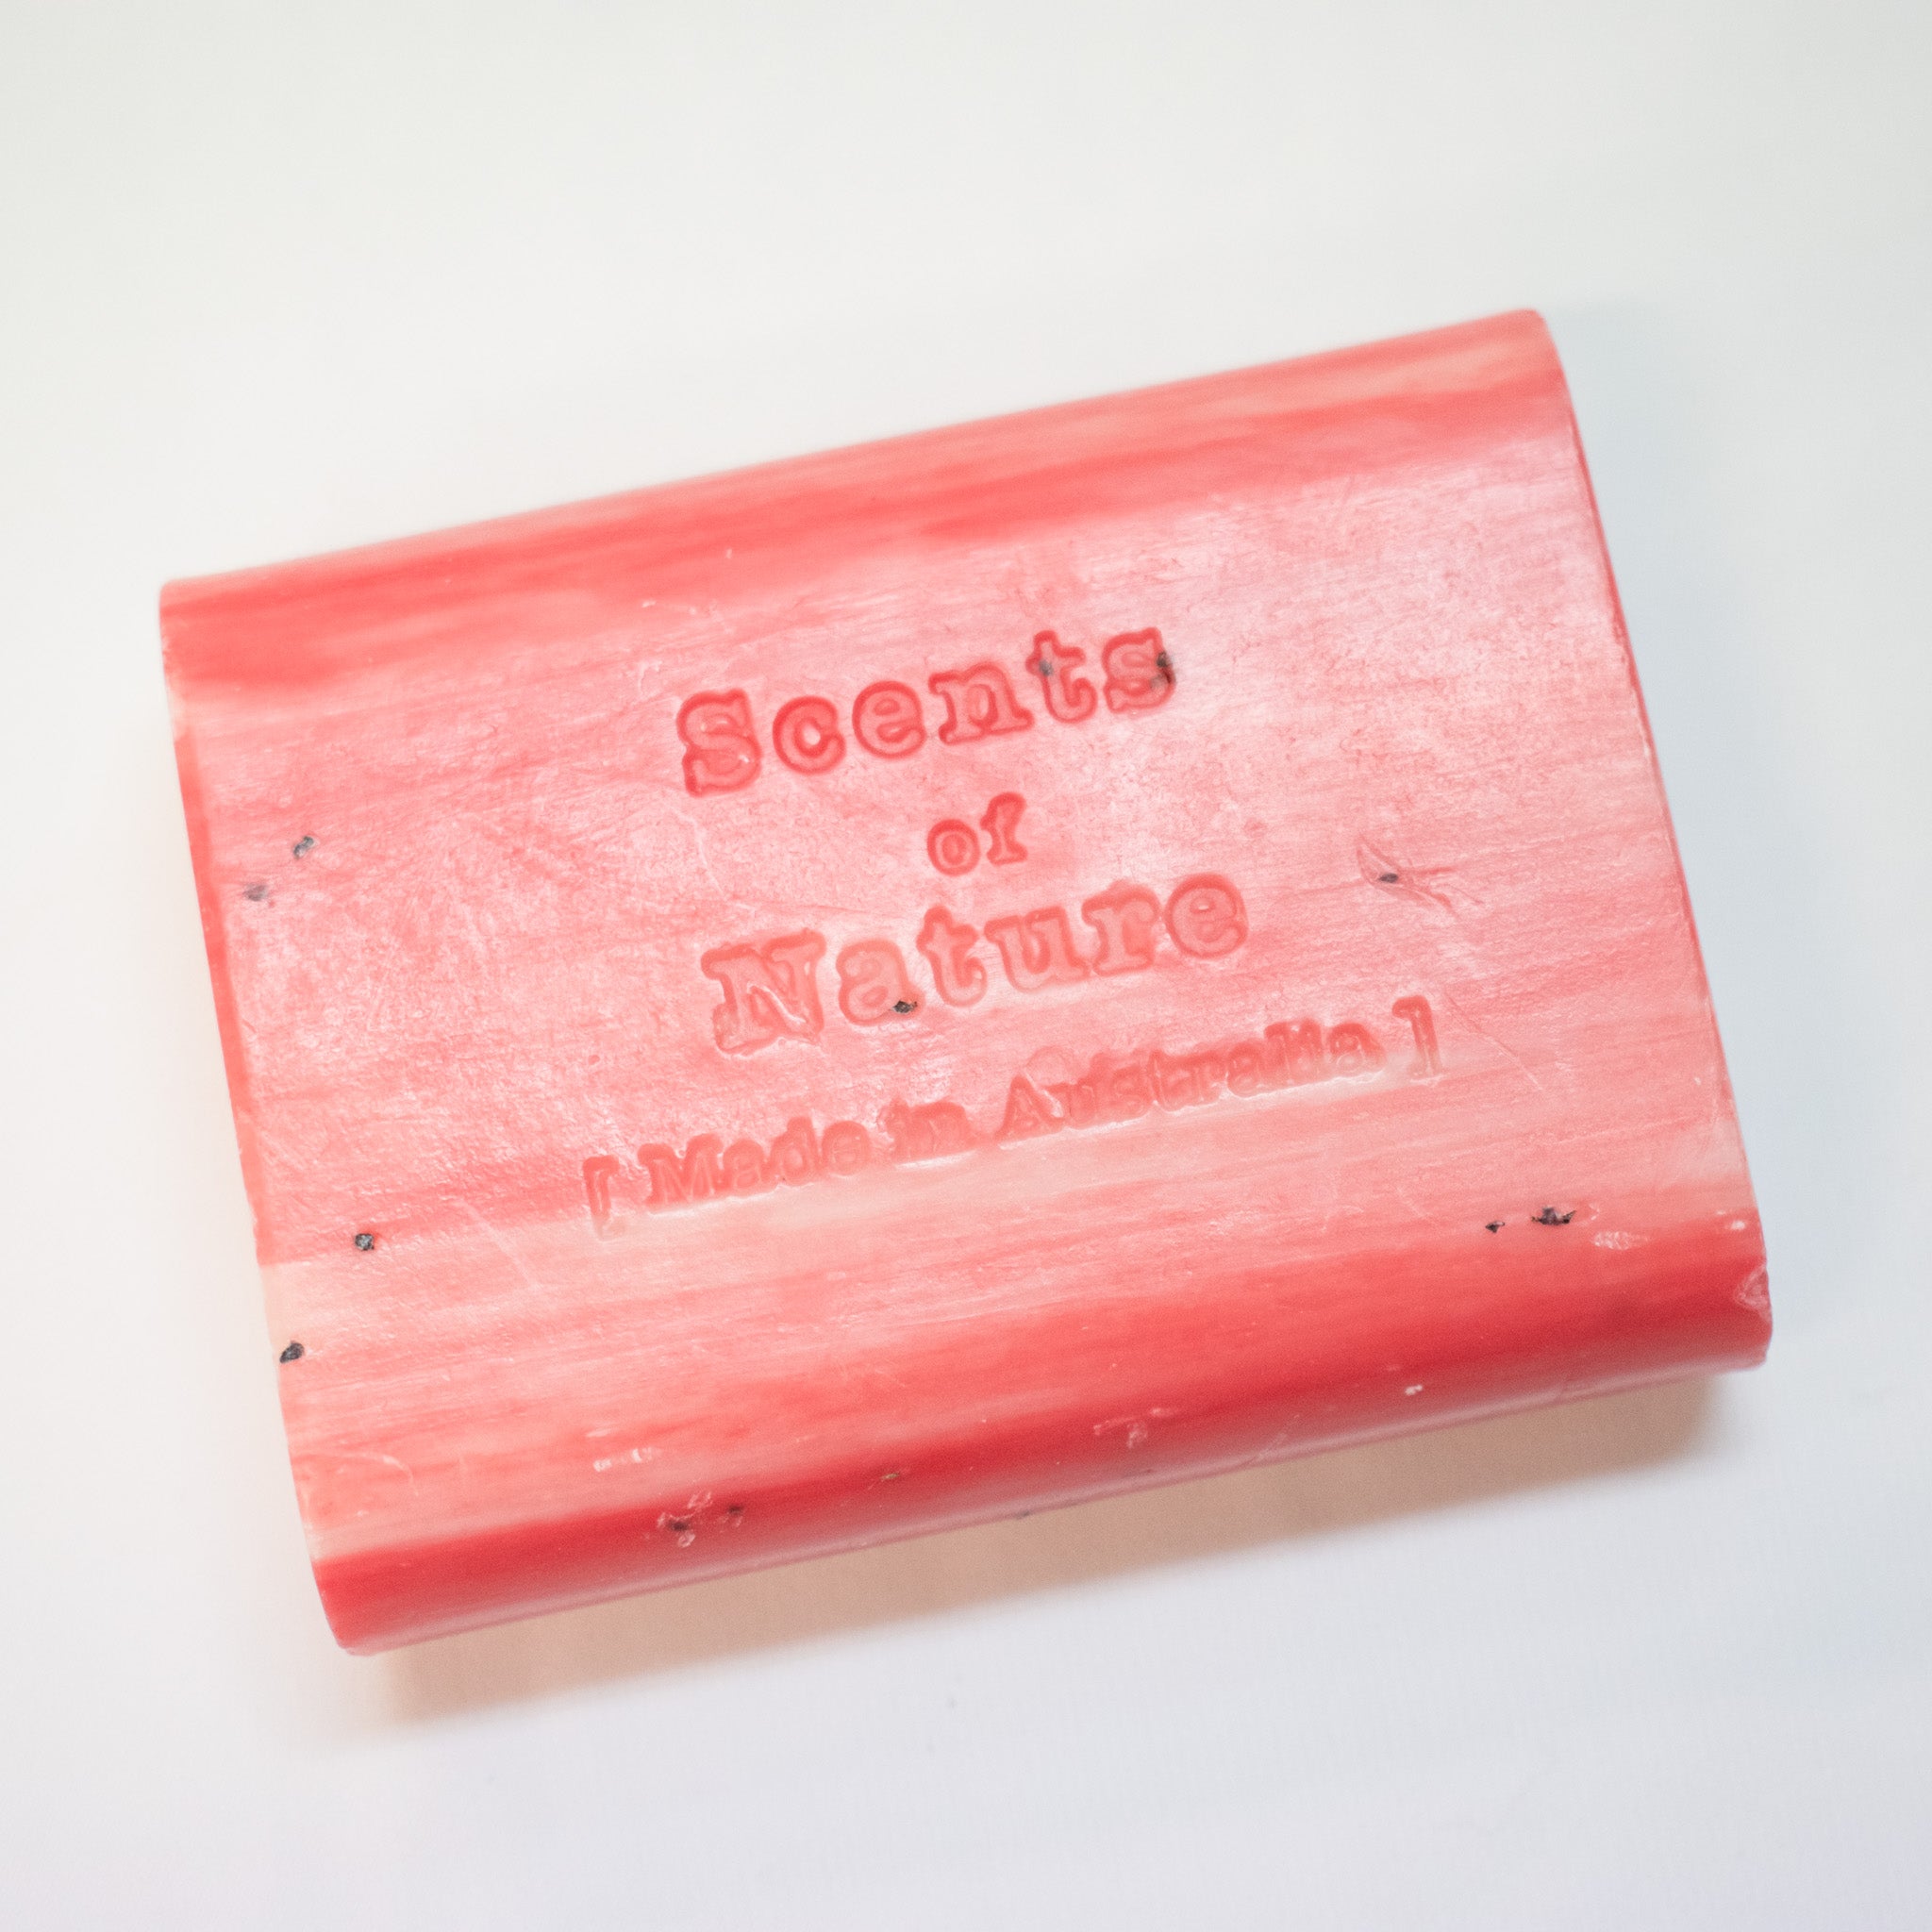 Scents
of
Nature
[ Made in Australia ]